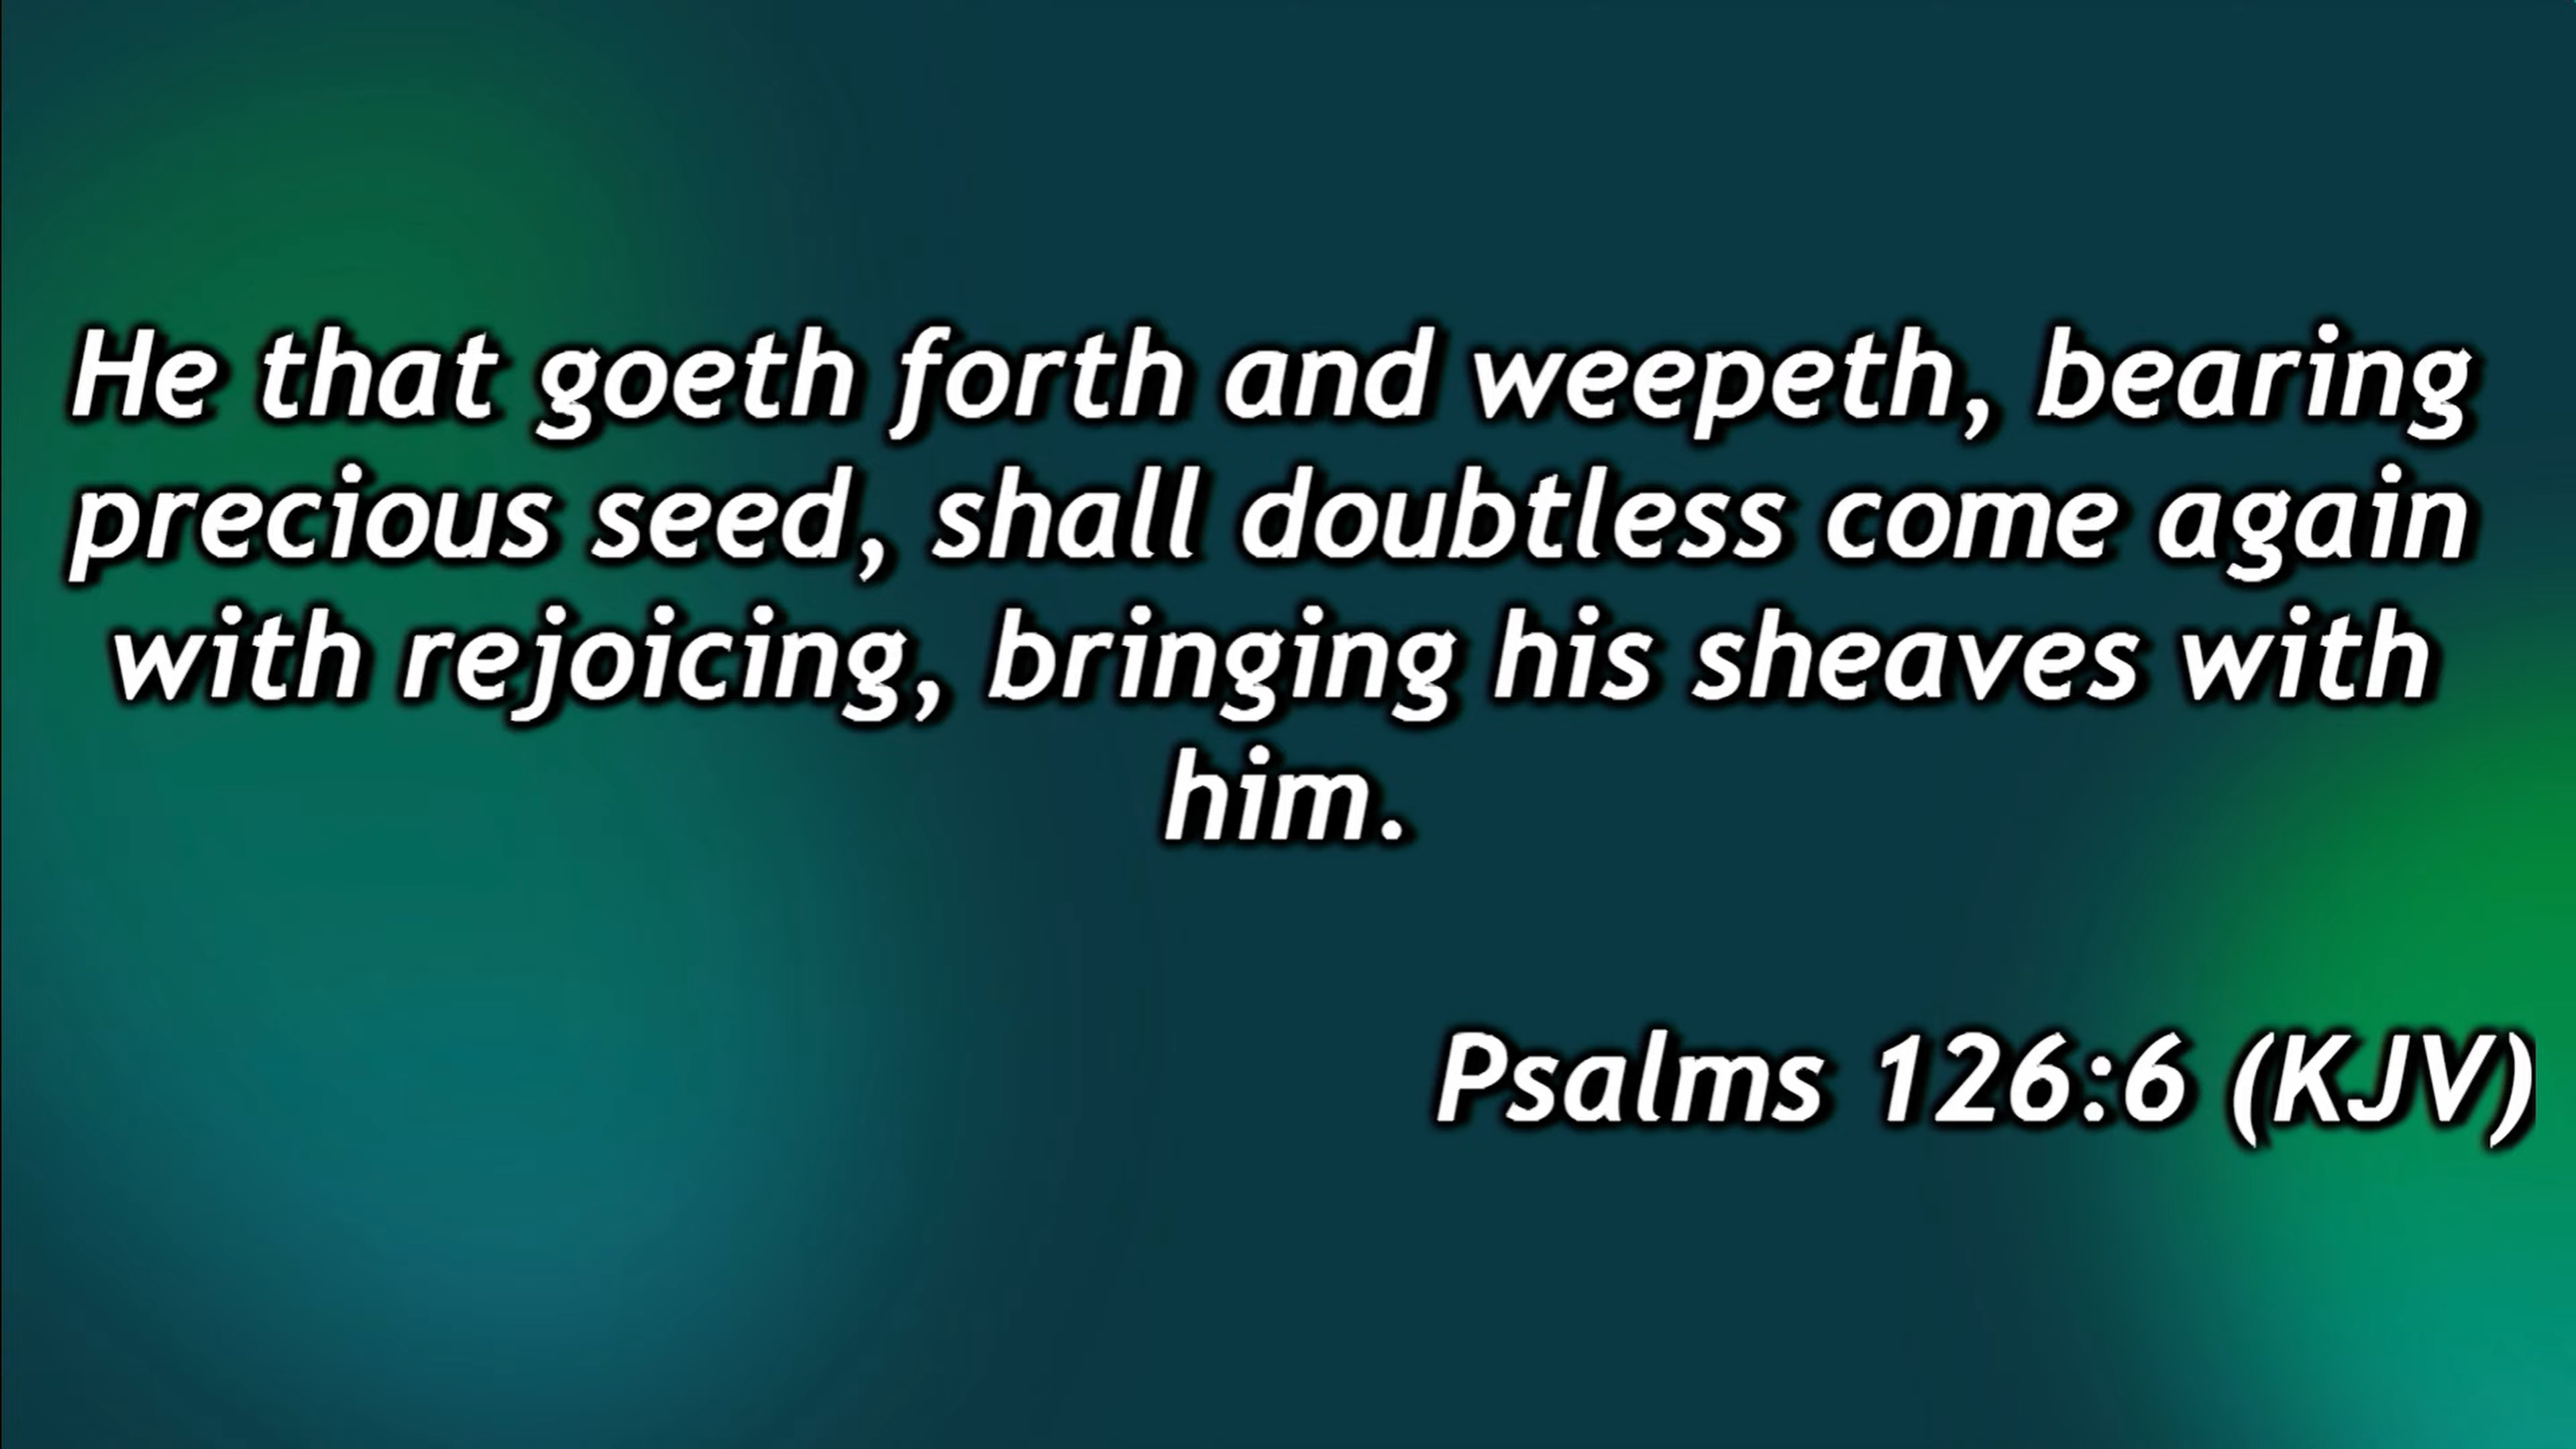 He that goeth forth and weepeth, bearing
precious seed, shall doubtless come again
with rejoicing, bringing his sheaves with
him.
Psalms 126:6 (KJV)